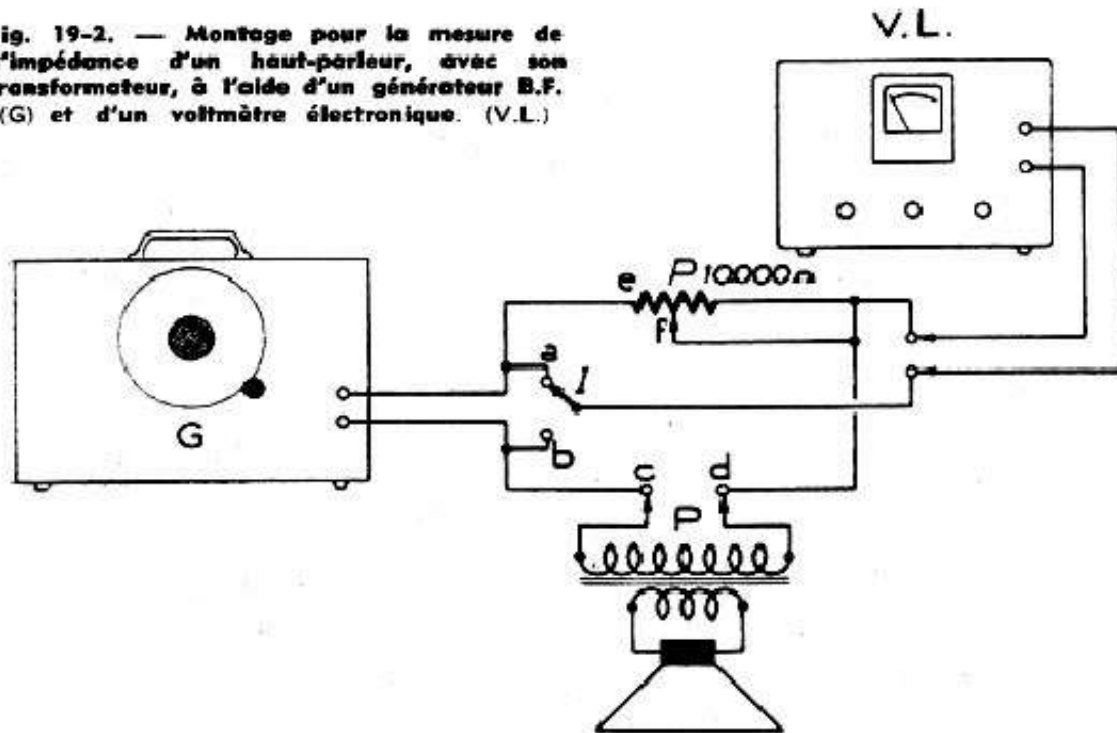 ig. 19-2. — Montage pour la mesure de
'impédance d'un haut-parleur, avec son
ransformateur, à l'aide d'un générateur B.F.
(G) et d'un voltmètre électronique. (V.L.)
V.L.
e P 10000Ω
f
a
I
G
b
c d
P